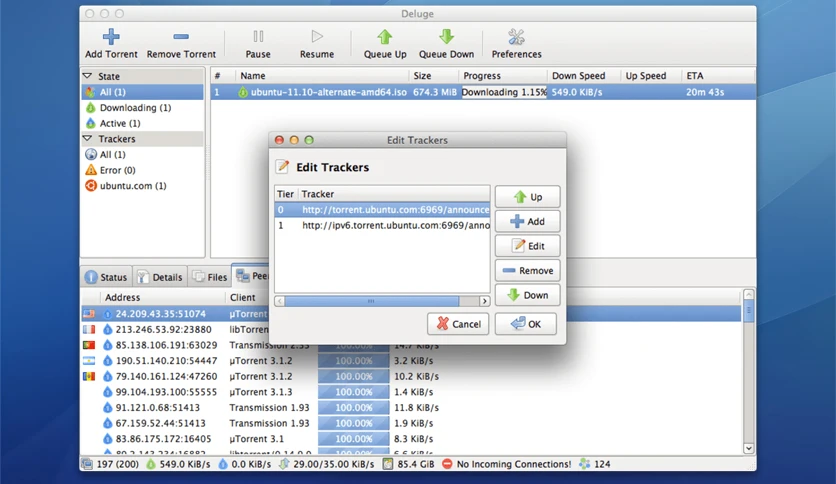 Deluge
Add Torrent Remove Torrent Pause Resume Queue Up Queue Down Preferences
State
All (1)
Downloading (1)
Active (1)
Trackers
All (1)
Error (0)
ubuntu.com (1)
# Name Size Progress Down Speed Up Speed ETA
1 ubuntu-11.10-alternate-amd64.iso 674.3 MiB Downloading 1.15% 549.0 KiB/s 20m 43s
Edit Trackers
Edit Trackers
Tier Tracker
0 http://torrent.ubuntu.com:6969/announce
1 http://ipv6.torrent.ubuntu.com:6969/anno
Up
Add
Edit
Remove
Down
Cancel OK
Status Details Files Pee
Address Client
24.209.43.35:51074 µTorrent
213.246.53.92:23880 libTorren
85.138.106.191:63029 Transmission 2.33 100.00% 14.7 KiB/s
190.51.140.210:54447 µTorrent 3.1.2 100.00% 3.2 KiB/s
79.140.161.124:47260 µTorrent 3.1.2 100.00% 10.2 KiB/s
99.104.193.100:55555 µTorrent 3.1.3 100.00% 1.4 KiB/s
91.121.0.68:51413 Transmission 1.93 100.00% 11.8 KiB/s
67.159.52.44:51413 Transmission 1.93 100.00% 1.9 KiB/s
83.86.175.172:16405 µTorrent 3.1 100.00% 8.3 KiB/s
197 (200) 549.0 KiB/s 0.0 KiB/s 29.00/35.00 KiB/s 85.4 GiB No Incoming Connections! 124